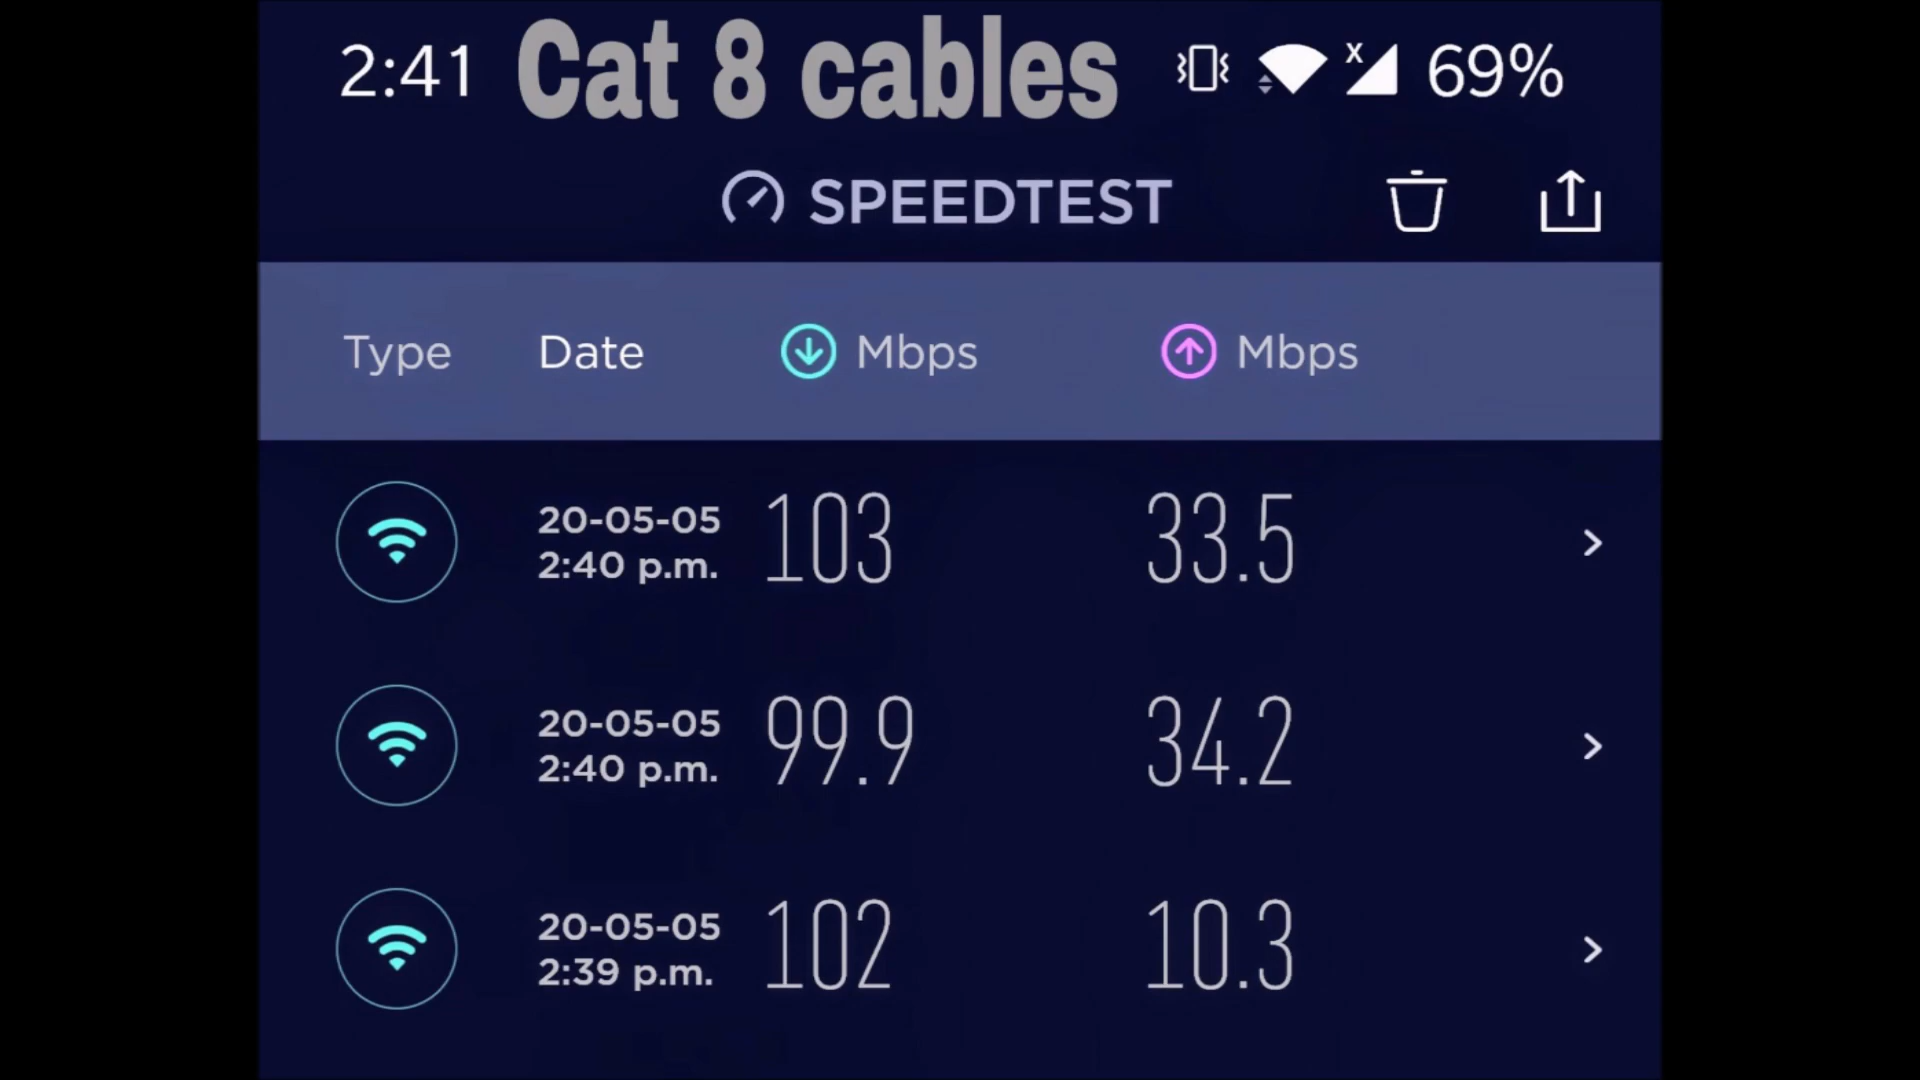 2:41 Cat 8 cables x 69%
SPEEDTEST
Type Date Mbps Mbps
20-05-05
2:40 p.m. 103 33.5
20-05-05
2:40 p.m. 99.9 34.2
20-05-05
2:39 p.m. 102 10.3